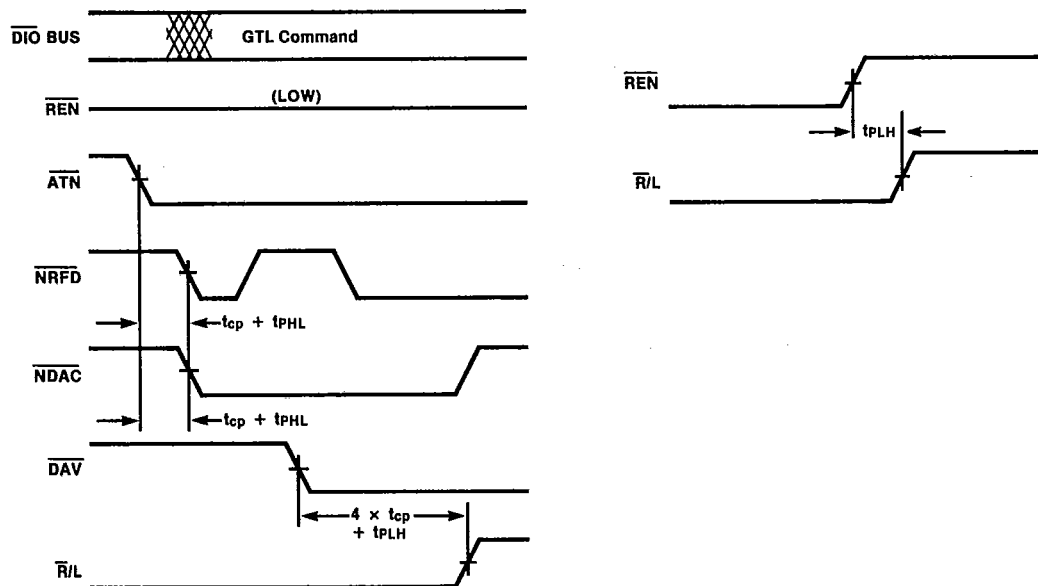 DIO BUS
GTL Command
REN
(LOW)
ATN
NRFD
tcp + tPHL
NDAC
tcp + tPHL
DAV
4 × tcp
+ tPLH
R/L
REN
tPLH
R/L